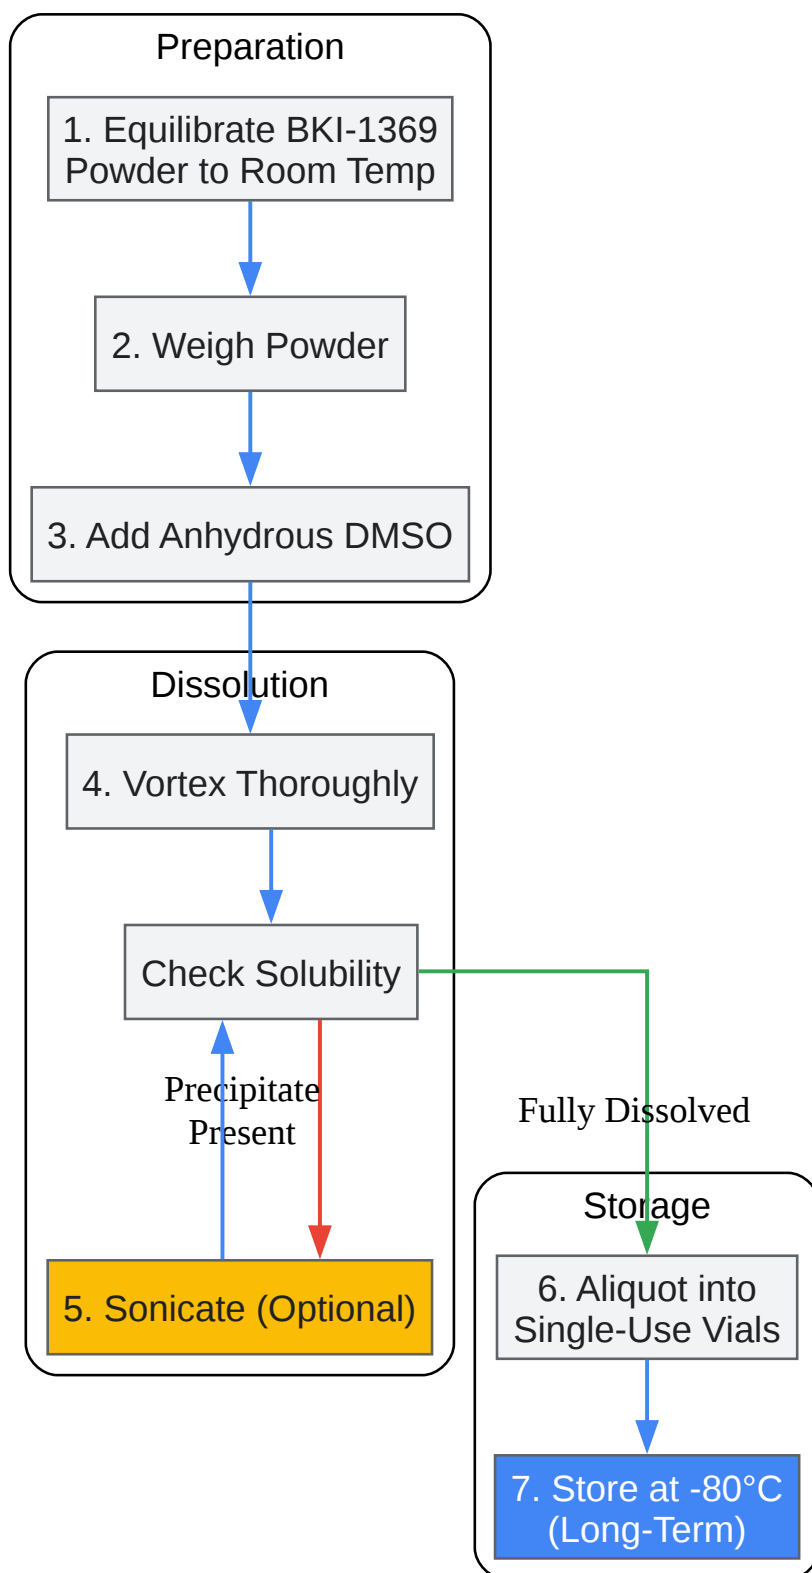 Preparation
1. Equilibrate BKI-1369
Powder to Room Temp
2. Weigh Powder
3. Add Anhydrous DMSO
Dissolution
4. Vortex Thoroughly
Check Solubility
Precipitate
Present
Fully Dissolved
5. Sonicate (Optional)
Storage
6. Aliquot into
Single-Use Vials
7. Store at -80°C
(Long-Term)